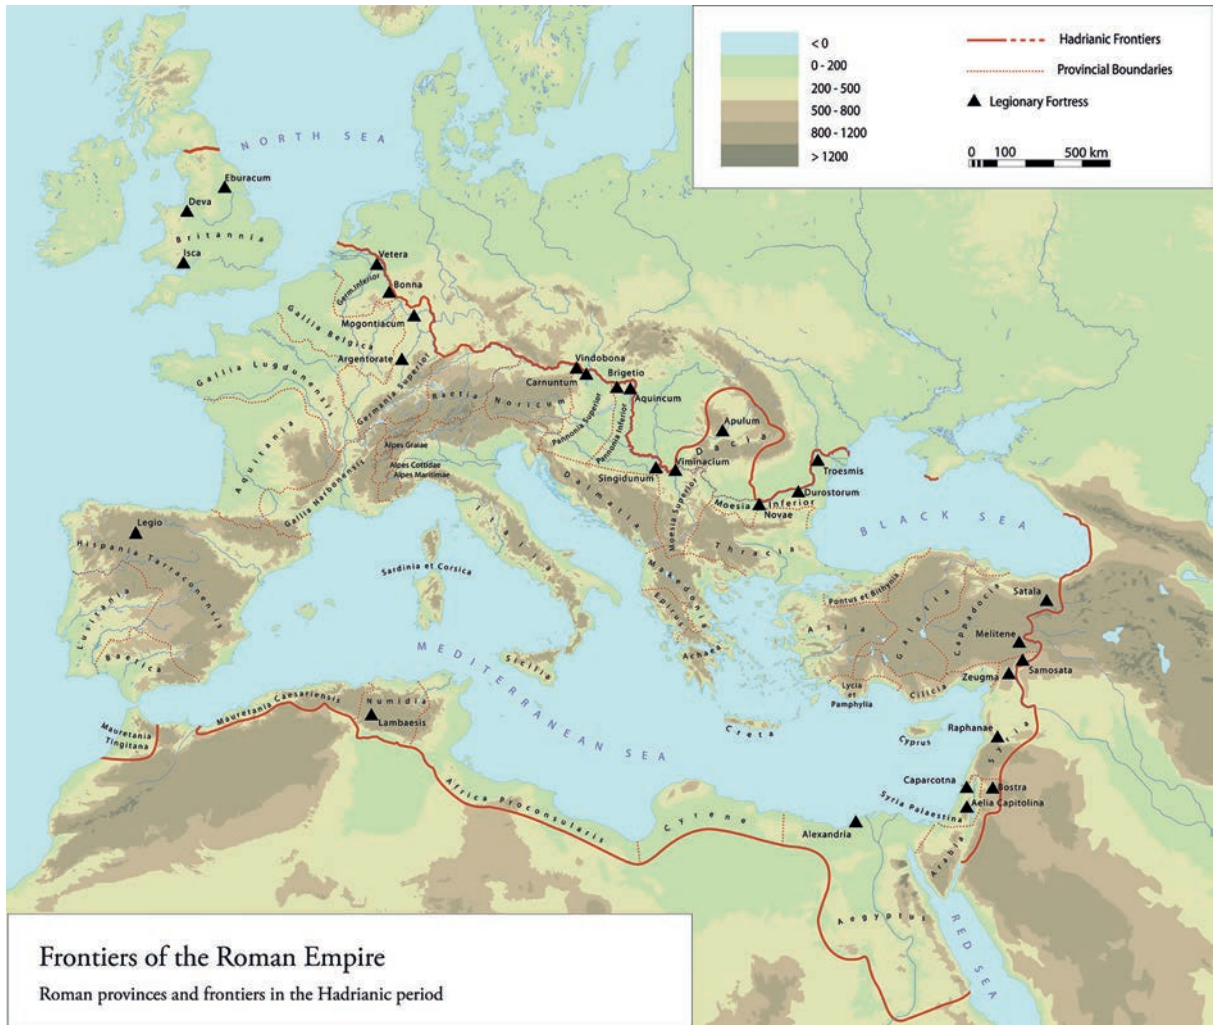 < 0
0 - 200
200 - 500
500 - 800
800 - 1200
> 1200
Hadrianic Frontiers
Provincial Boundaries
Legionary Fortress
0 100 500 km
NORTH SEA
Eburacum
Deva
Britannia
Isca
Vetera
Germ.Inferior
Bonna
Gallia Belgica
Mogontiacum
Argentorate
Gallia Lugdunensis
Germania Superior
Raetia
Noricum
Vindobona
Carnuntum
Brigetio
Aquincum
Pannonia Superior
Pannonia Inferior
Aquitania
Gallia Narbonensis
Alpes Graiae
Alpes Cottidae
Alpes Maritimae
Apulum
Dacia
Viminacium
Singidunum
Troesmis
Durostorum
Moesia Inferior
Novae
Moesia Superior
Dalmatia
Italia
Thracia
BLACK SEA
Legio
Hispania Tarraconensis
Lusitania
Baetica
Sardinia et Corsica
Makedonia
Epirus
Achaea
Pontus et Bithynia
Asia
Galatia
Cappadocia
Satala
Melitene
Samosata
Zeugma
Cilicia
Lycia
et
Pamphylia
MEDITERRANEAN SEA
Sicilia
Mauretania Caesariensis
Numidia
Lambaesis
Mauretania
Tingitana
Creta
Cyprus
Raphanae
Syria
Caparcotna
Bostra
Aelia Capitolina
Syria Palaestina
Arabia
Africa Proconsularis
Cyrene
Alexandria
Aegyptus
RED SEA
Frontiers of the Roman Empire
Roman provinces and frontiers in the Hadrianic period